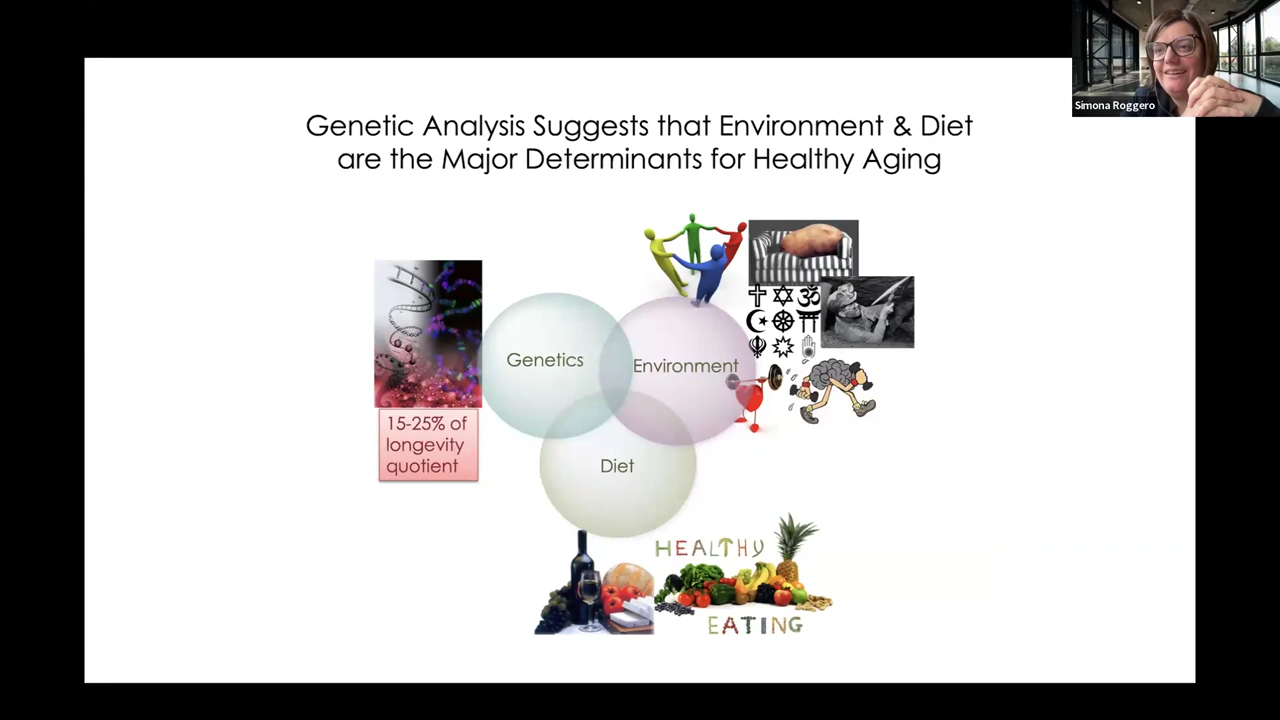 Simona Roggero
Genetic Analysis Suggests that Environment & Diet
are the Major Determinants for Healthy Aging
Genetics
Environment
15-25% of
longevity
quotient
Diet
HEALTHY
EATING